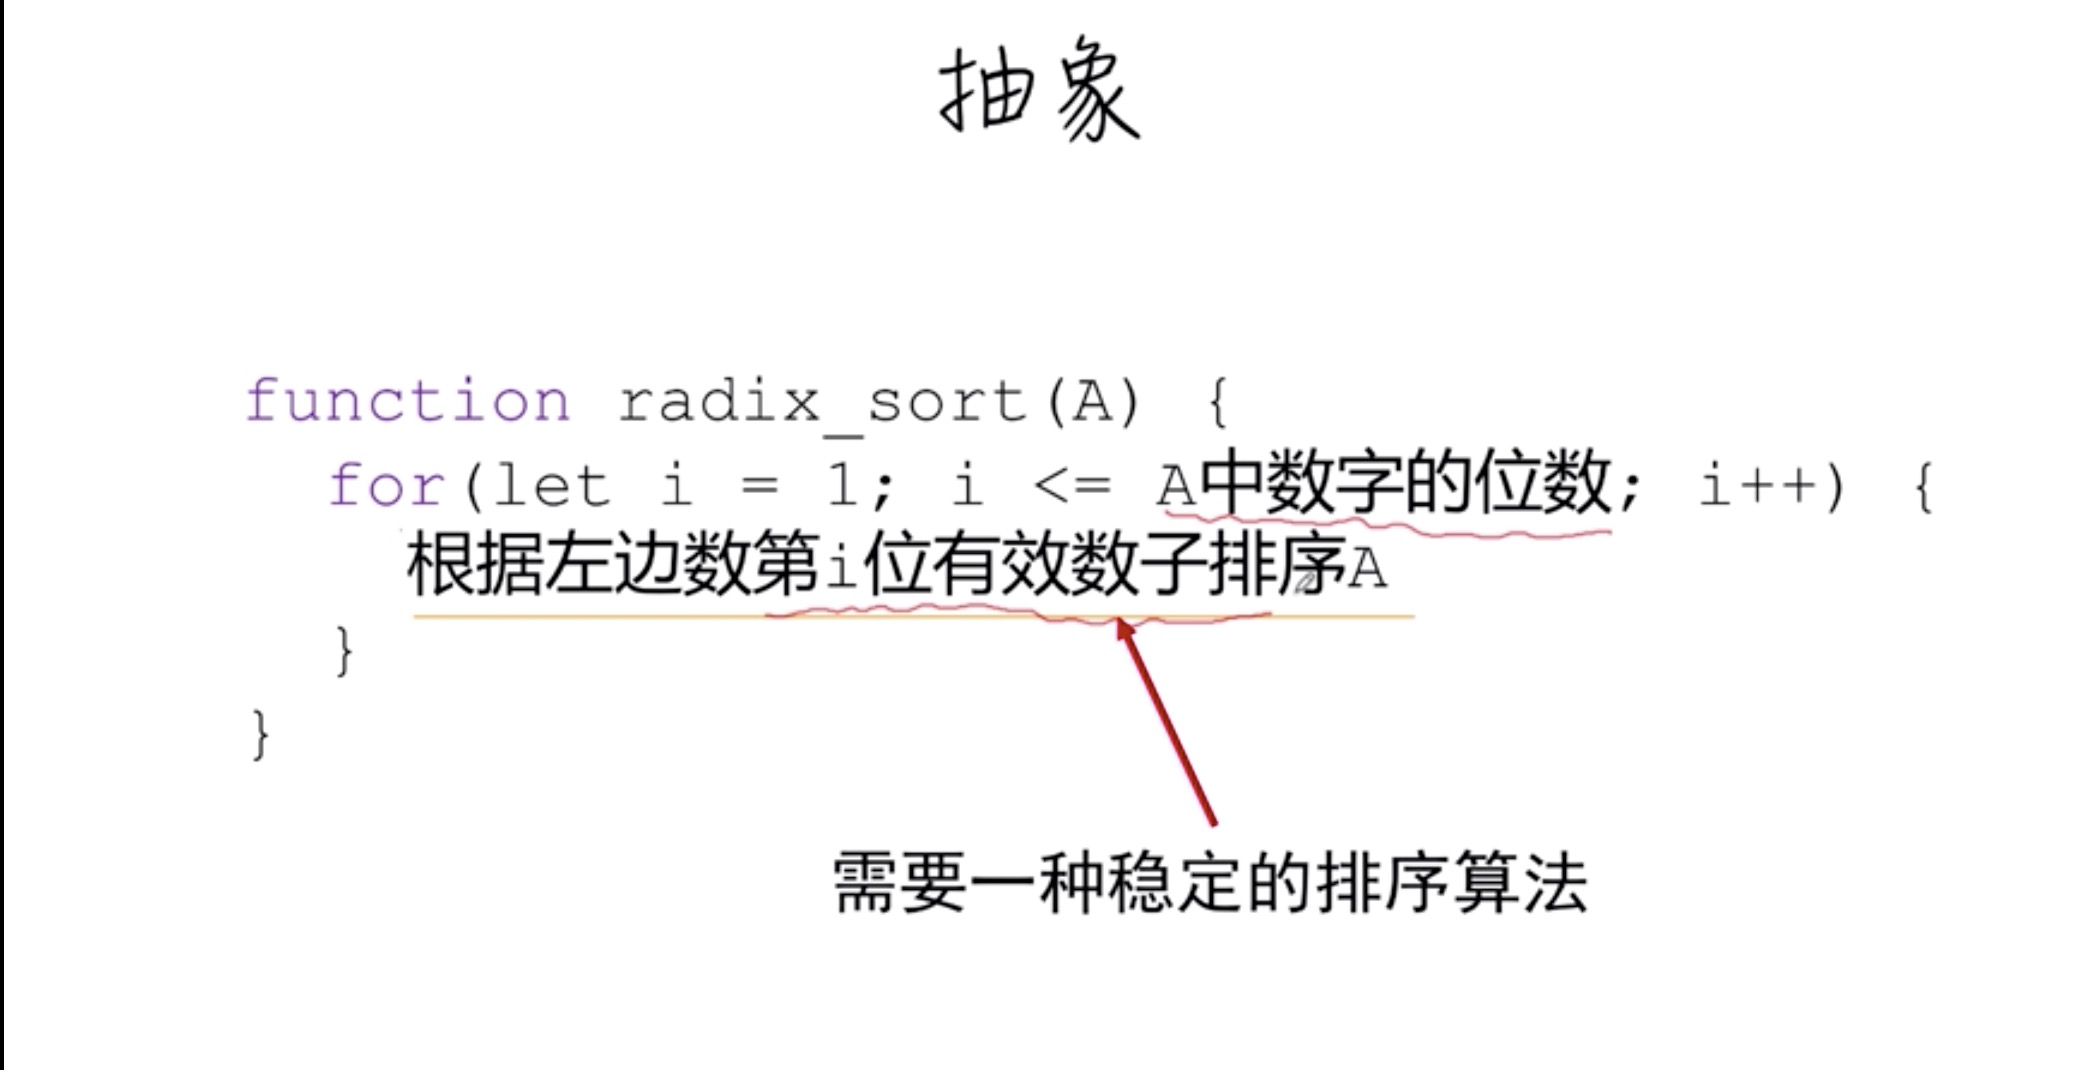 抽象
function radix_sort(A) {
for(let i = 1; i <= A中数字的位数; i++) {
根据左边数第i位有效数子排序A
}
}
需要一种稳定的排序算法